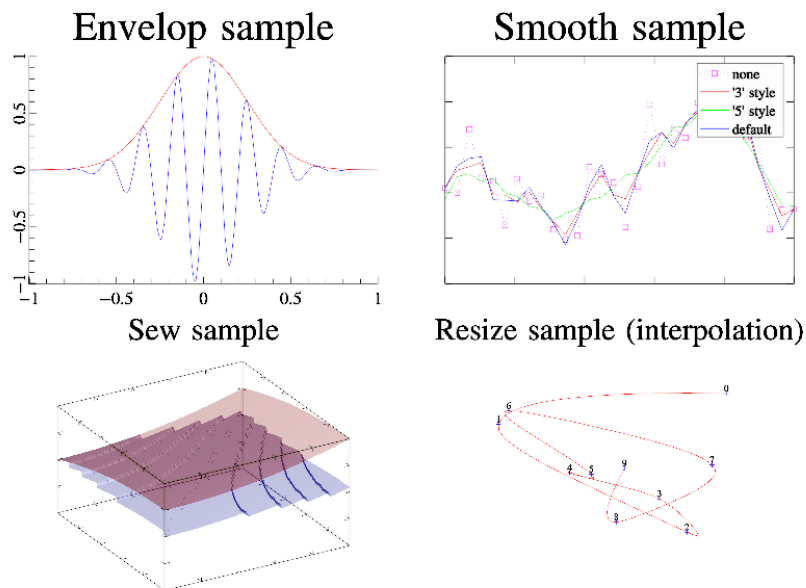 Envelop sample
Smooth sample
1
0.5
0
−0.5
−1
−1 −0.5 0 0.5 1
none
'3' style
'5' style
default
Sew sample
Resize sample (interpolation)
0
6
1
7
9
4 5
3
8
2